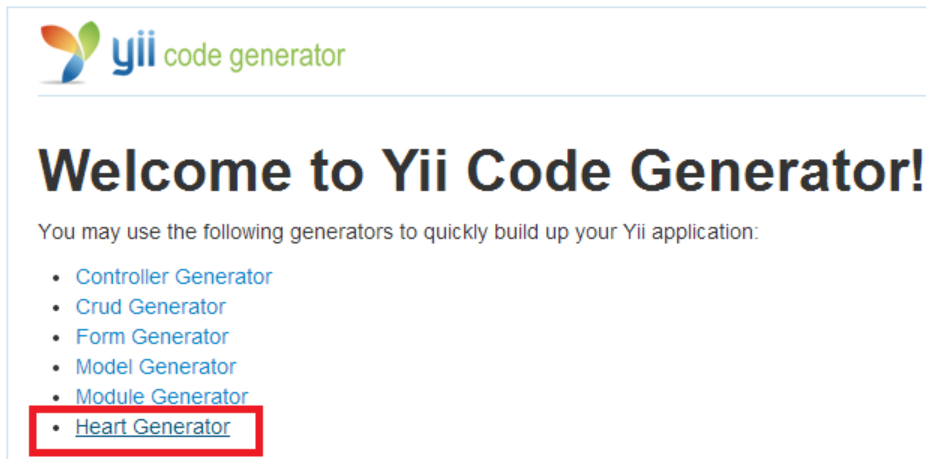 yii code generator
Welcome to Yii Code Generator!
You may use the following generators to quickly build up your Yii application:
• Controller Generator
• Crud Generator
• Form Generator
• Model Generator
• Module Generator
• Heart Generator